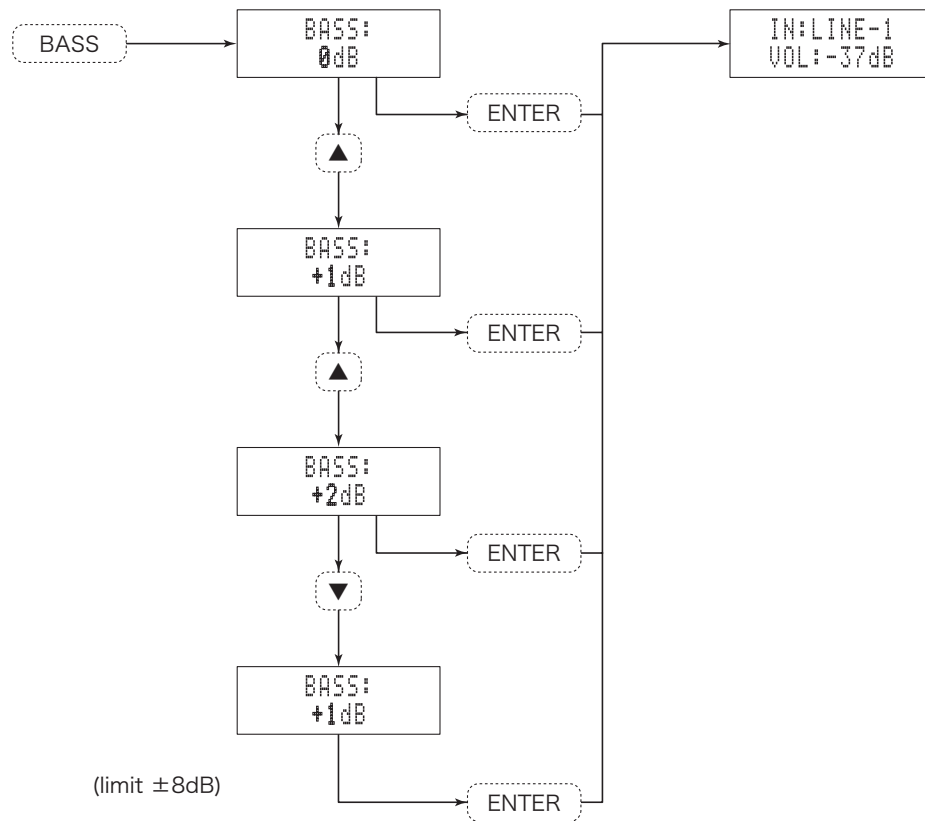 BASS
BASS:
0dB
IN:LINE-1
VOL:-37dB
ENTER
▲
BASS:
+1dB
ENTER
▲
BASS:
+2dB
ENTER
▼
BASS:
+1dB
(limit ±8dB)
ENTER